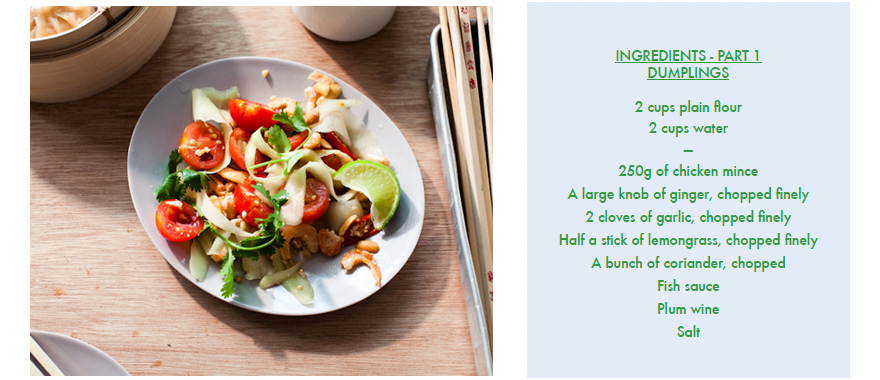 INGREDIENTS - PART 1
DUMPLINGS
2 cups plain flour
2 cups water
–
250g of chicken mince
A large knob of ginger, chopped finely
2 cloves of garlic, chopped finely
Half a stick of lemongrass, chopped finely
A bunch of coriander, chopped
Fish sauce
Plum wine
Salt